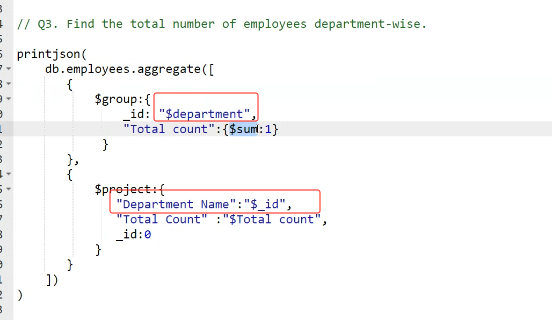 // Q3. Find the total number of employees department-wise.
printjson(
db.employees.aggregate([
{
$group:{
_id: "$department",
"Total count":{$sum:1}
}
},
{
$project:{
"Department Name":"$_id",
"Total Count" :"$Total count",
_id:0
}
}
])
)